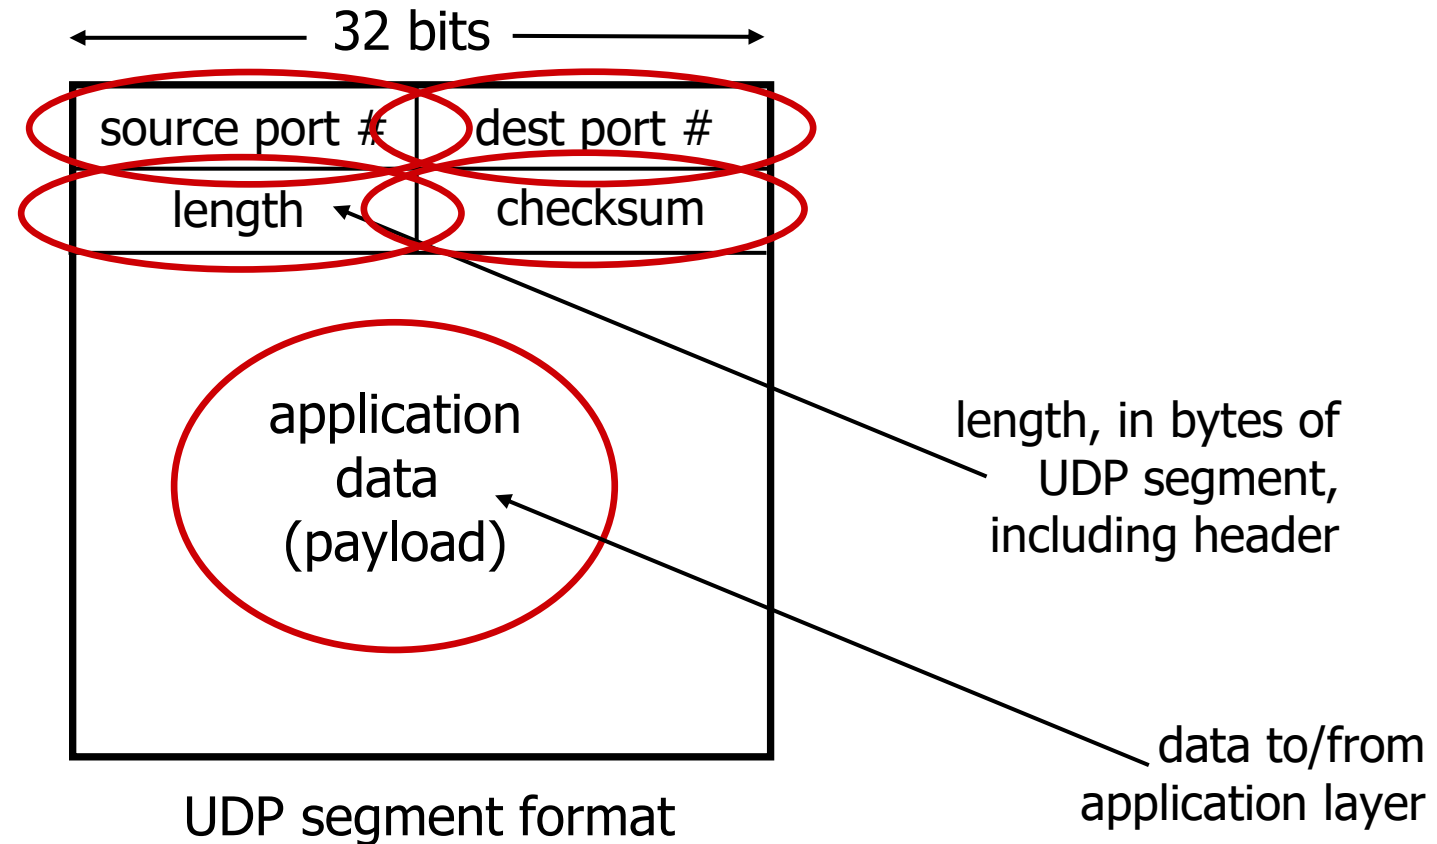 32 bits
source port #
dest port #
length
checksum
application
data
(payload)
length, in bytes of
UDP segment,
including header
data to/from
application layer
UDP segment format